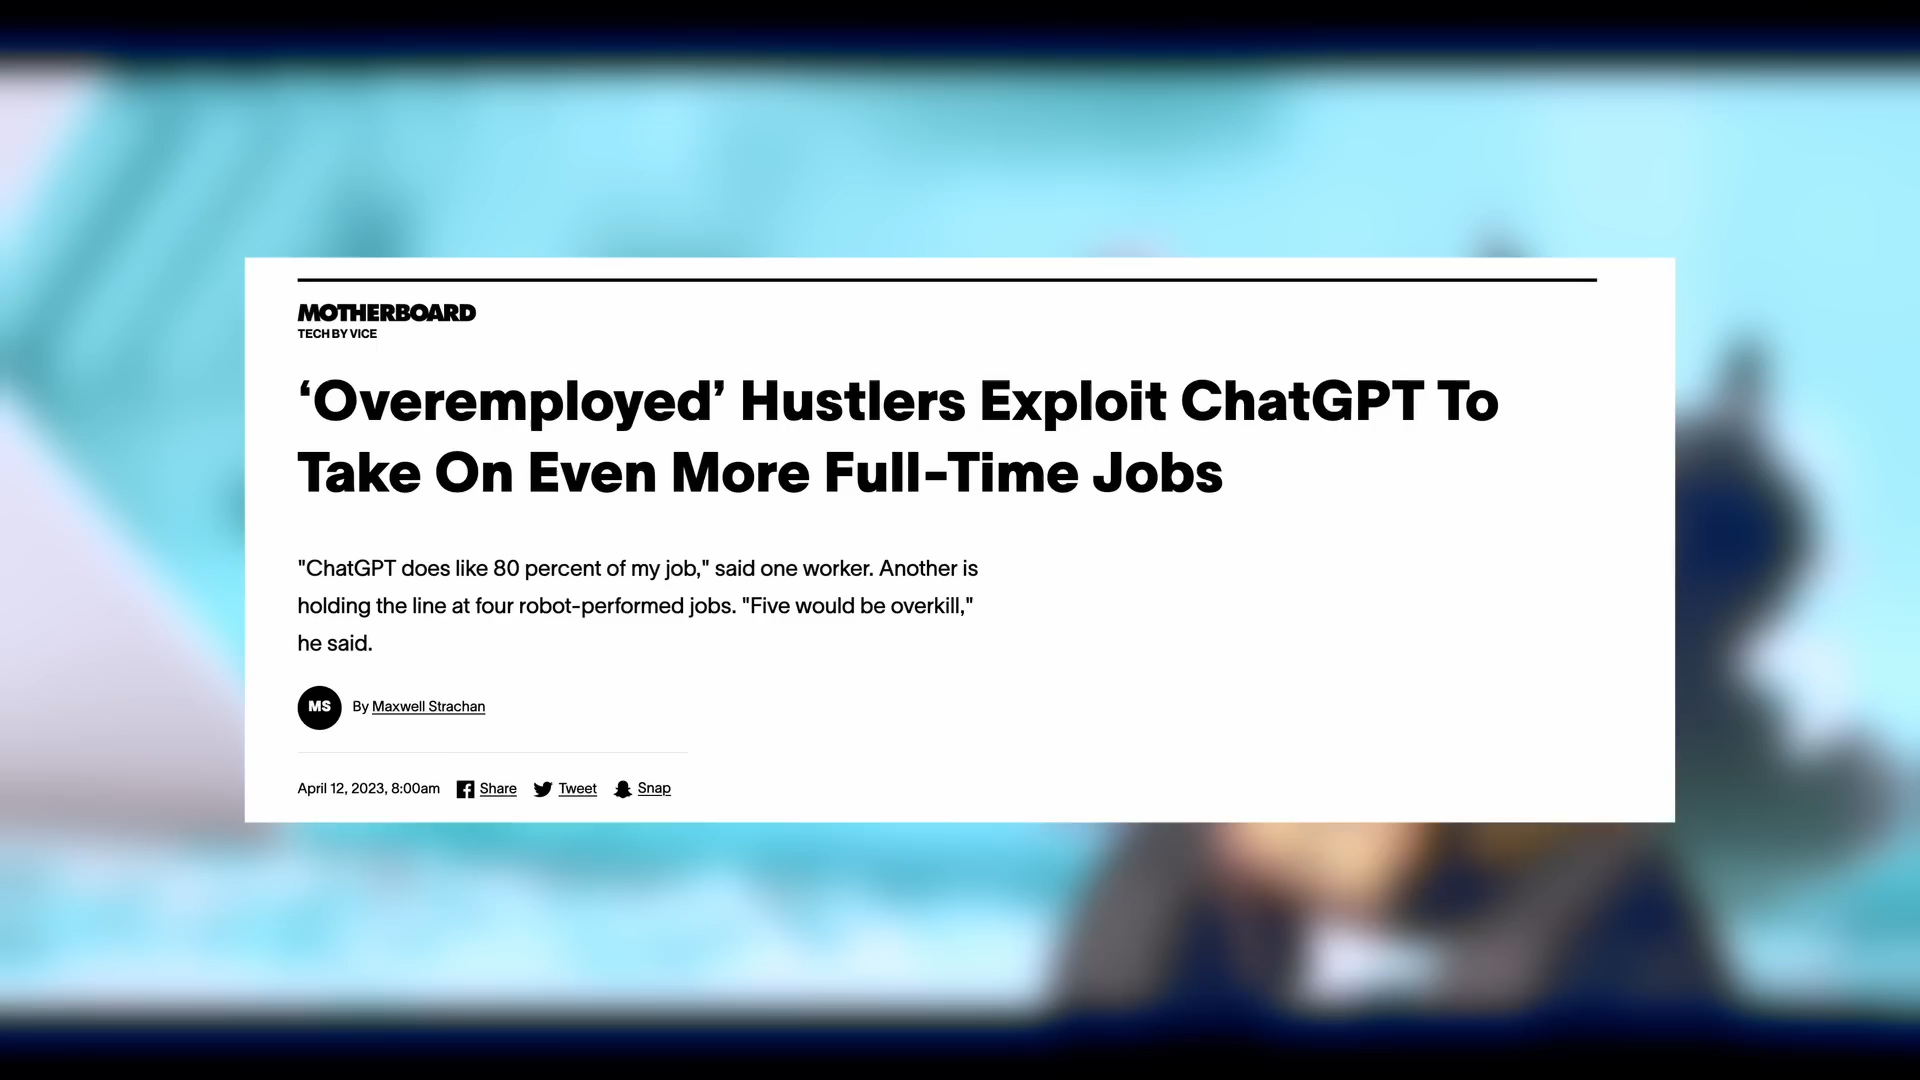 MOTHERBOARD
TECH BY VICE
‘Overemployed’ Hustlers Exploit ChatGPT To
Take On Even More Full-Time Jobs
"ChatGPT does like 80 percent of my job," said one worker. Another is
holding the line at four robot-performed jobs. "Five would be overkill,"
he said.
MS By Maxwell Strachan
April 12, 2023, 8:00am Share Tweet Snap